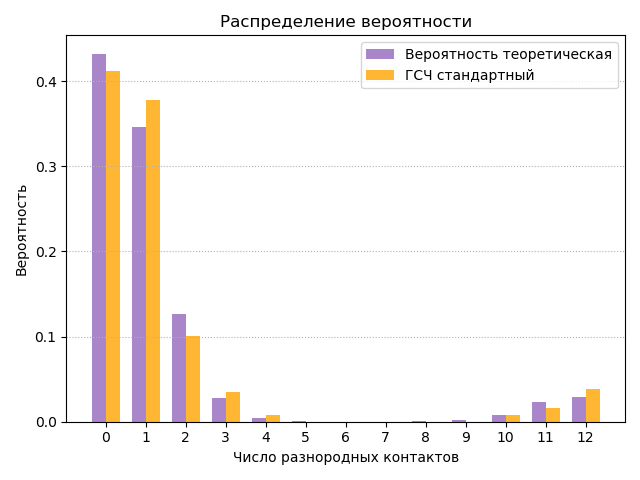 Распределение вероятности
Вероятность теоретическая
ГСЧ стандартный
Вероятность
0.4
0.3
0.2
0.1
0.0
0 1 2 3 4 5 6 7 8 9 10 11 12
Число разнородных контактов